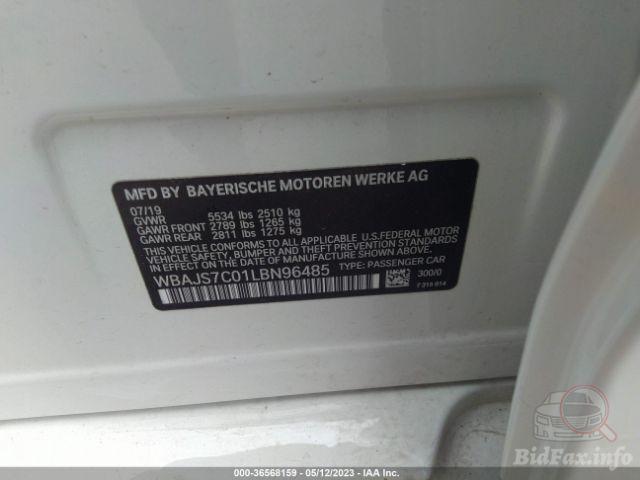 MFD BY BAYERISCHE MOTOREN WERKE AG
07/19
GVWR 5534 lbs 2510 kg
GAWR FRONT 2789 lbs 1265 kg
GAWR REAR 2811 lbs 1275 kg
THIS VEHICLE CONFORMS TO ALL APPLICABLE U.S.FEDERAL MOTOR
VEHICLE SAFETY, BUMPER, AND THEFT PREVENTION
STANDARDS IN EFFECT ON THE DATE OF MANUFACTURE SHOWN ABOVE.
WBAJS7C01LBN96485 TYPE: PASSENGER CAR
300/0
7 216 614
BidFax.info
000-36568159 - 05/12/2023 - IAA Inc.